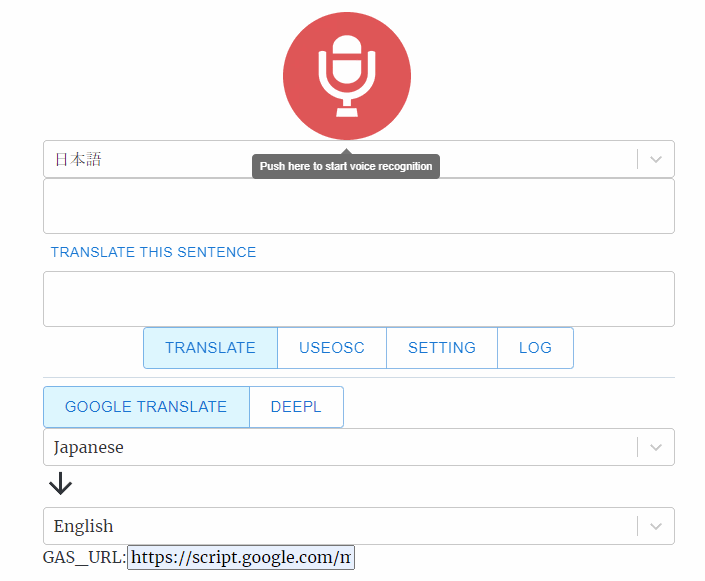 日本語
Push here to start voice recognition
TRANSLATE THIS SENTENCE
TRANSLATE USEOSC SETTING LOG
GOOGLE TRANSLATE DEEPL
Japanese
English
GAS_URL: https://script.google.com/m